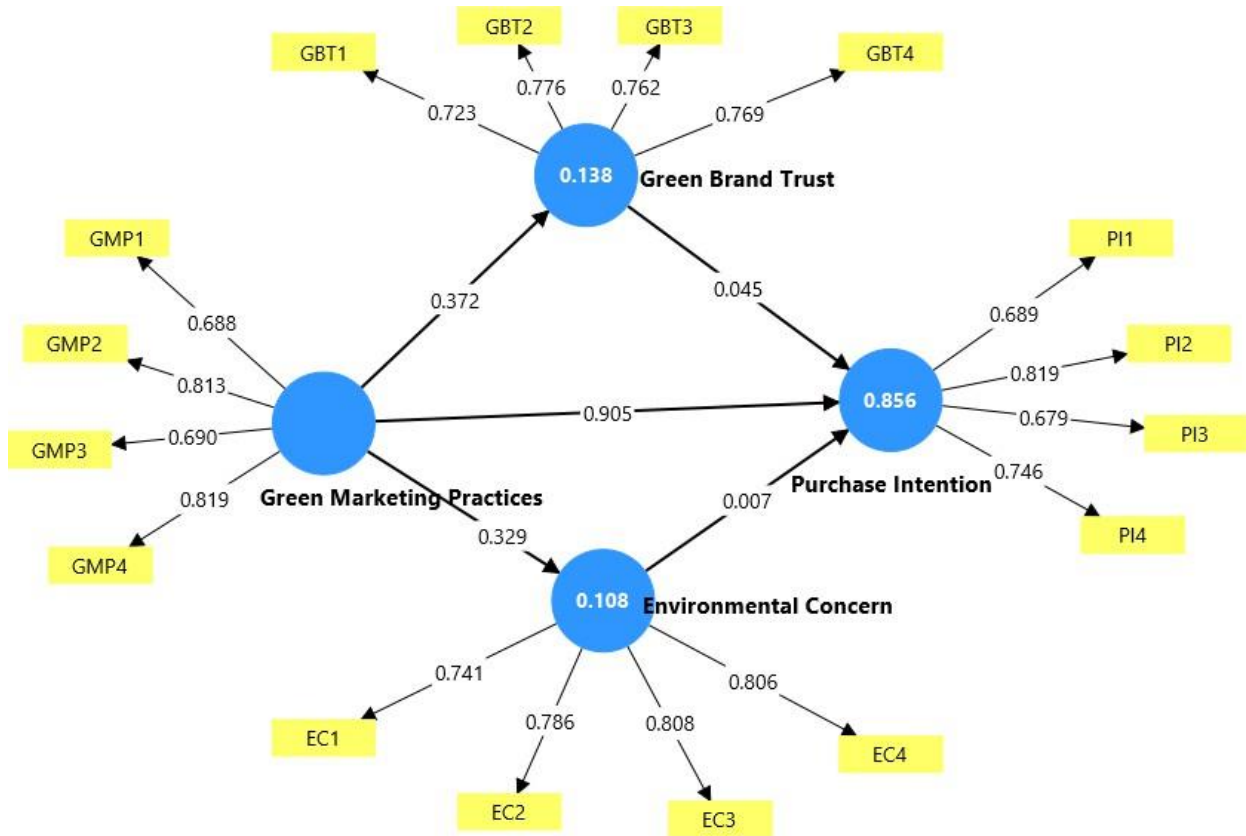 GBT1
GBT2
GBT3
GBT4
0.723
0.776
0.762
0.769
0.138
Green Brand Trust
GMP1
GMP2
GMP3
GMP4
0.688
0.813
0.690
0.819
Green Marketing Practices
0.372
0.905
0.329
0.045
0.007
0.856
Purchase Intention
PI1
PI2
PI3
PI4
0.689
0.819
0.679
0.746
0.108
Environmental Concern
0.741
0.786
0.808
0.806
EC1
EC2
EC3
EC4